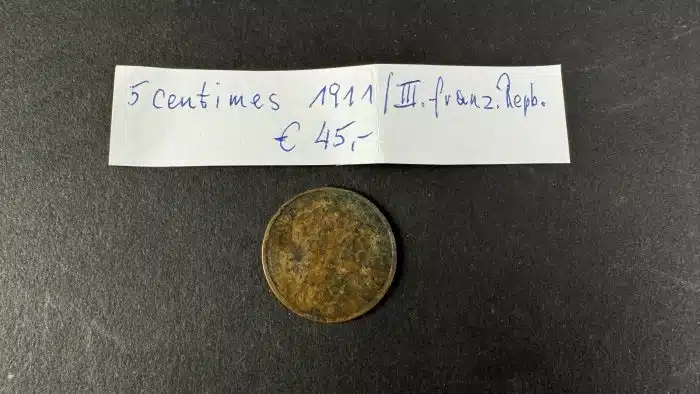 5 centimes 1911 / III. franz. Repb.
€ 45,-